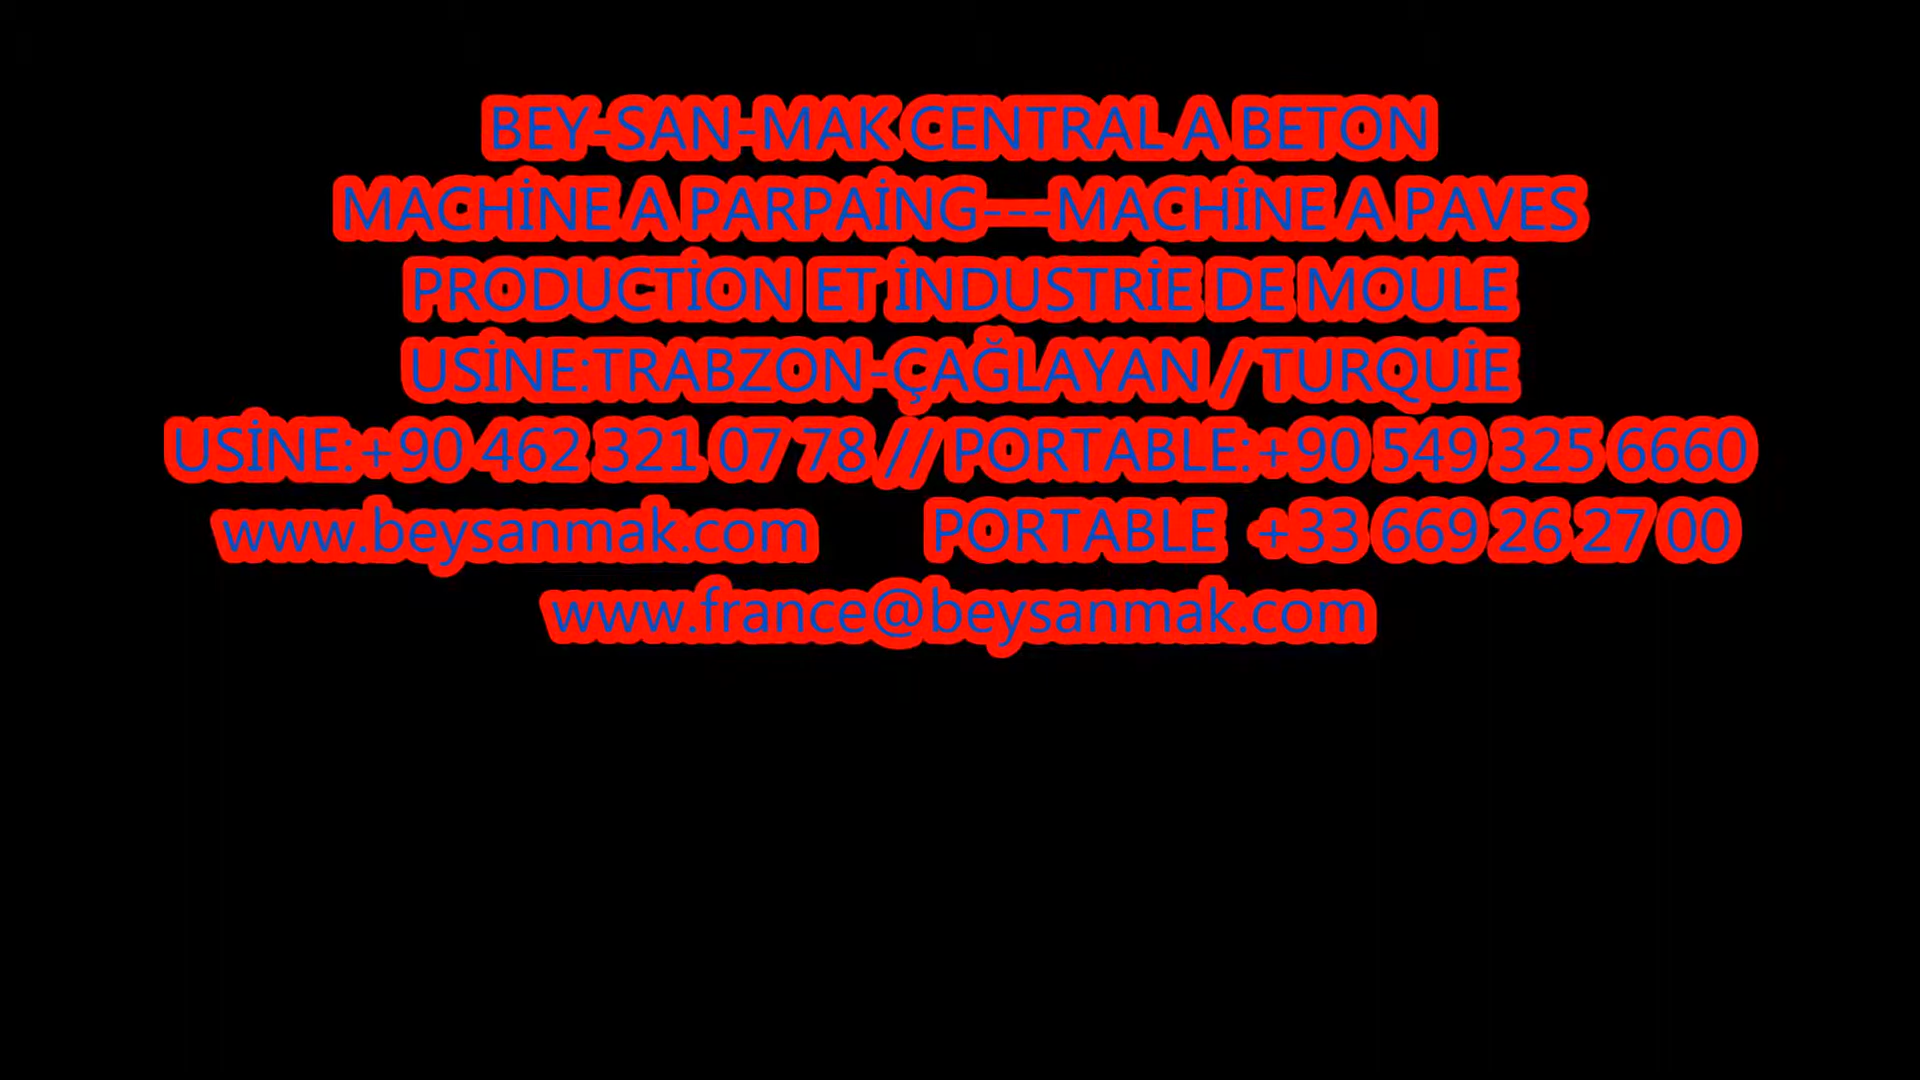 BEY-SAN-MAK CENTRAL A BETON
MACHİNE A PARPAİNG---MACHİNE A PAVES
PRODUCTİON ET İNDUSTRİE DE MOULE
USİNE:TRABZON-ÇAĞLAYAN / TURQUİE
USİNE:+90 462 321 07 78 // PORTABLE:+90 549 325 6660
www.beysanmak.com PORTABLE +33 669 26 27 00
www.france@beysanmak.com